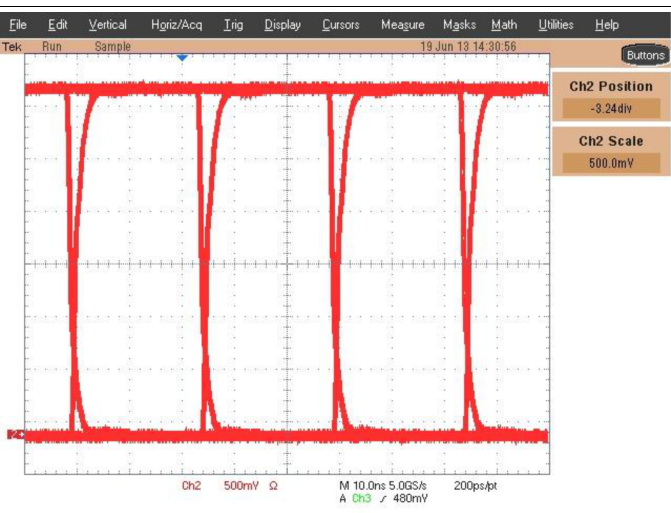 File Edit Vertical Horiz/Acq Trig Display Cursors Measure Masks Math Utilities Help
Tek Run Sample 19 Jun 13 14:30:56
Buttons
Ch2 Position
-3.24div
Ch2 Scale
500.0mV
Ch2 500mV Ω M 10.0ns 5.0GS/s 200ps/pt
A Ch3 / 480mV